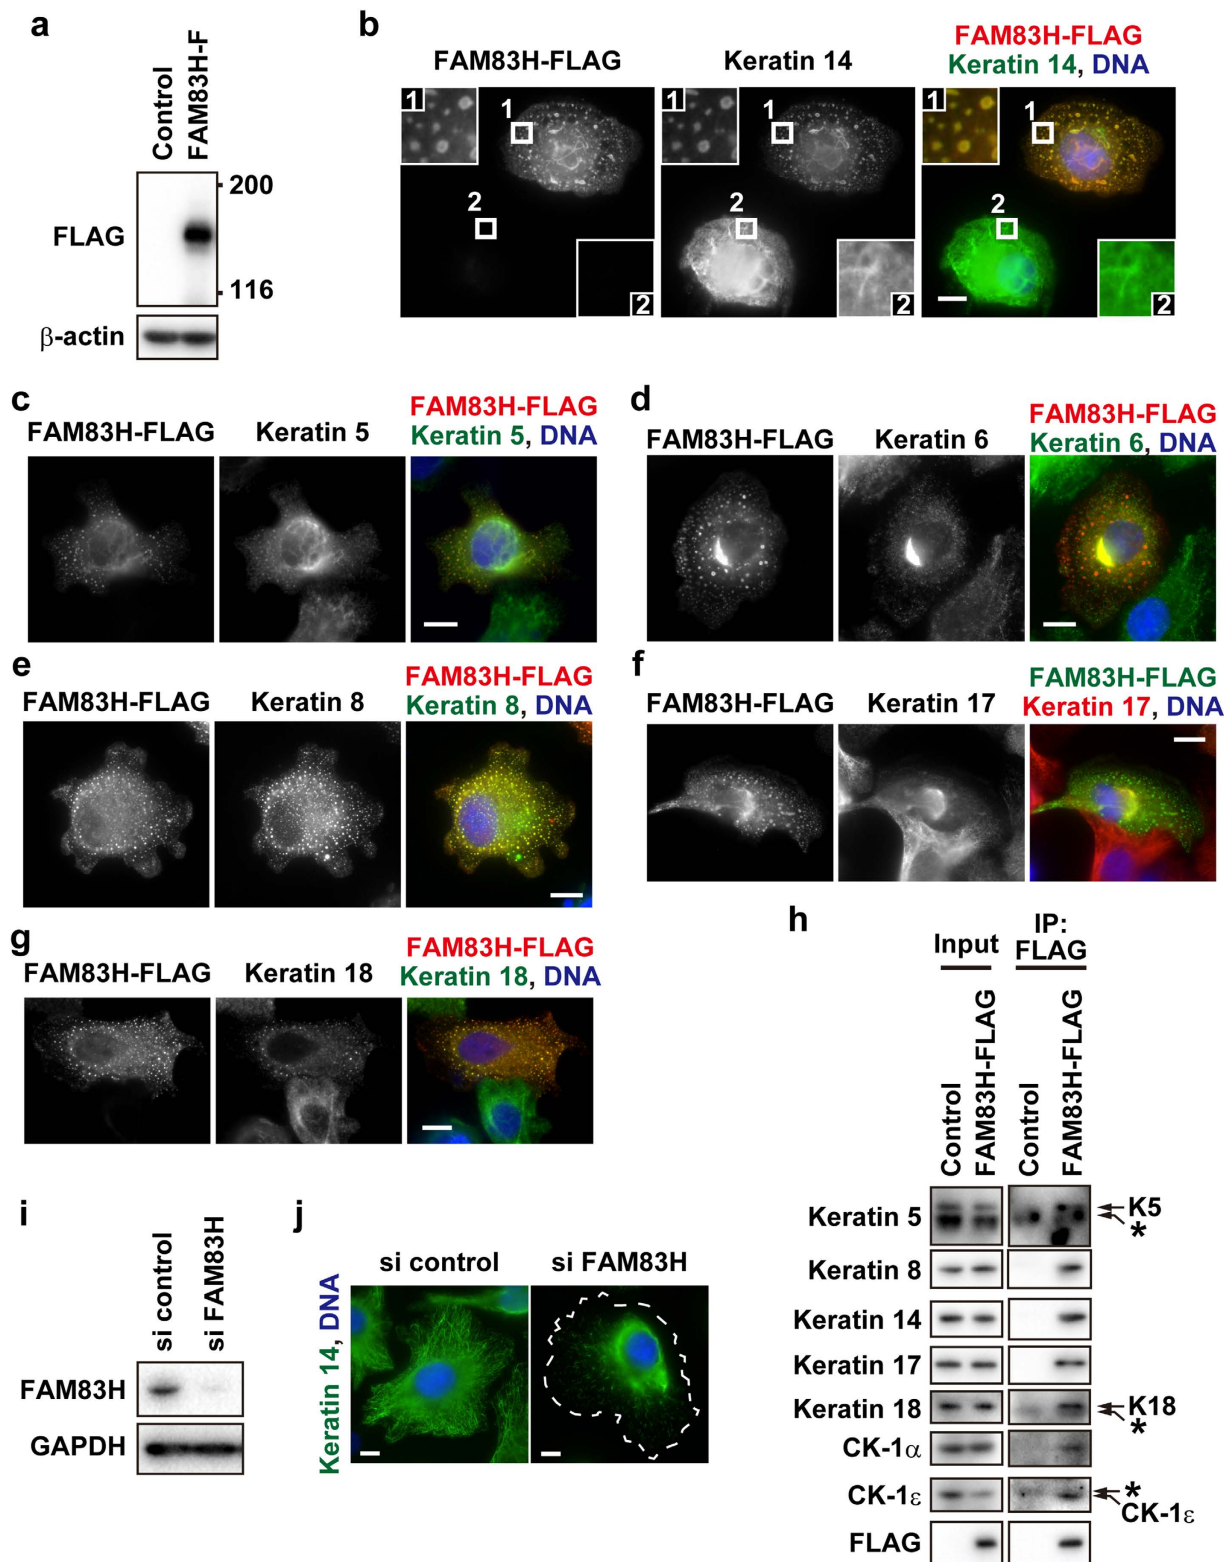 a
Control
FAM83H-F
200
FLAG
116
β-actin
b
FAM83H-FLAG
Keratin 14
FAM83H-FLAG
Keratin 14, DNA
1
1
2
2
1
1
2
2
1
1
2
2
c
FAM83H-FLAG
Keratin 5
FAM83H-FLAG
Keratin 5, DNA
d
FAM83H-FLAG
Keratin 6
FAM83H-FLAG
Keratin 6, DNA
e
FAM83H-FLAG
Keratin 8
FAM83H-FLAG
Keratin 8, DNA
f
FAM83H-FLAG
Keratin 17
FAM83H-FLAG
Keratin 17, DNA
g
FAM83H-FLAG
Keratin 18
FAM83H-FLAG
Keratin 18, DNA
h
Input
IP:
FLAG
Control
FAM83H-FLAG
Control
FAM83H-FLAG
Keratin 5
K5
*
Keratin 8
Keratin 14
Keratin 17
Keratin 18
K18
*
CK-1α
CK-1ε
*
CK-1ε
FLAG
i
si control
si FAM83H
FAM83H
GAPDH
j
si control
si FAM83H
Keratin 14, DNA